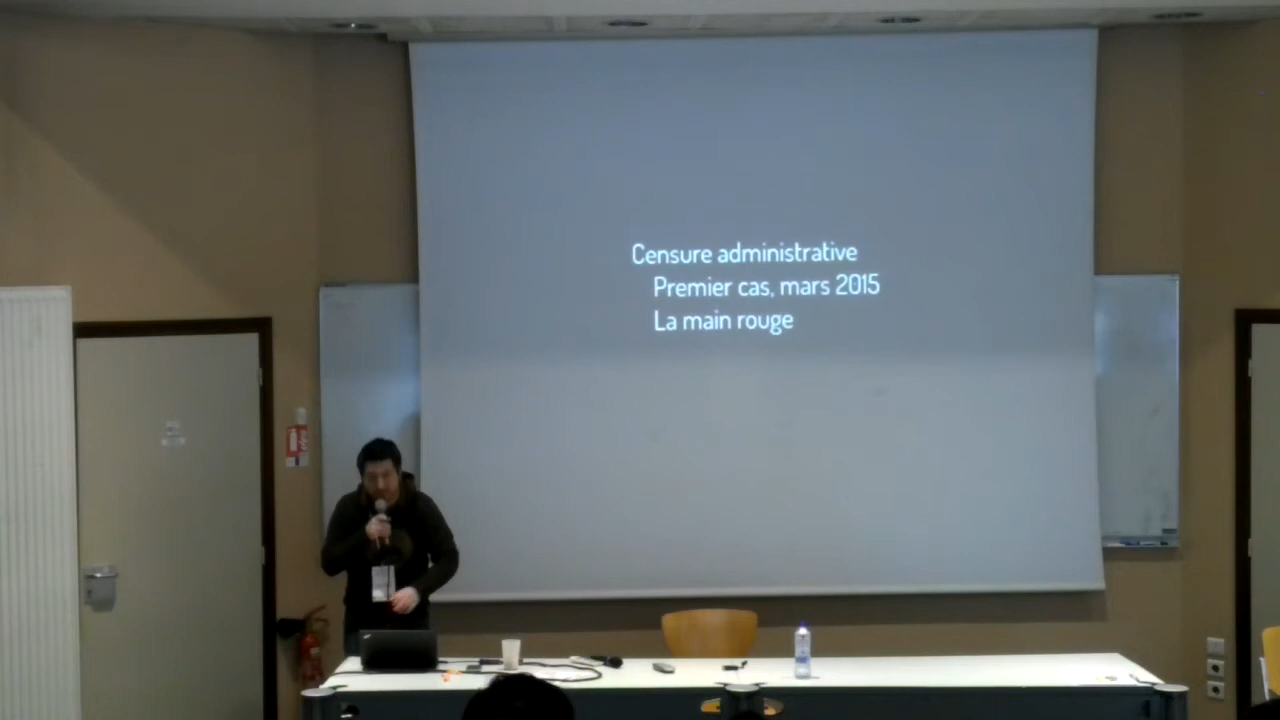 Censure administrative
Premier cas, mars 2015
La main rouge